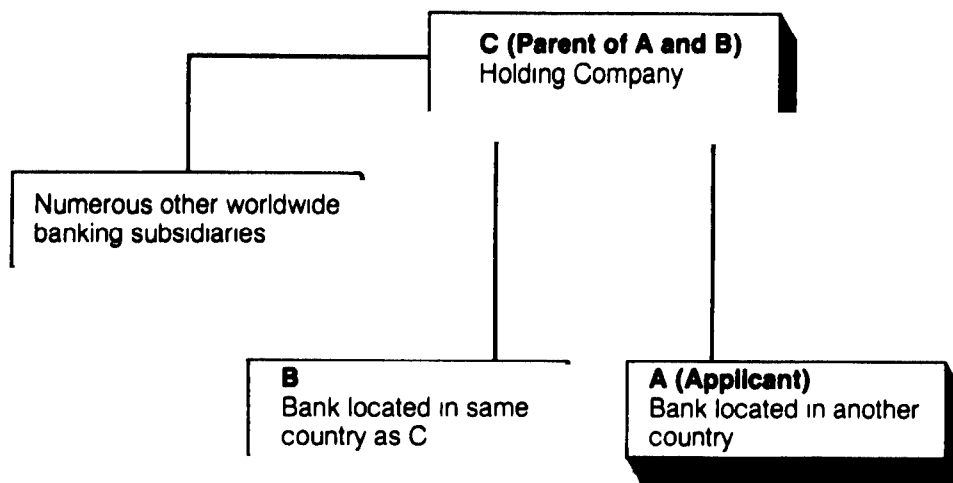 C (Parent of A and B)
Holding Company
Numerous other worldwide
banking subsidiaries
B
Bank located in same
country as C
A (Applicant)
Bank located in another
country